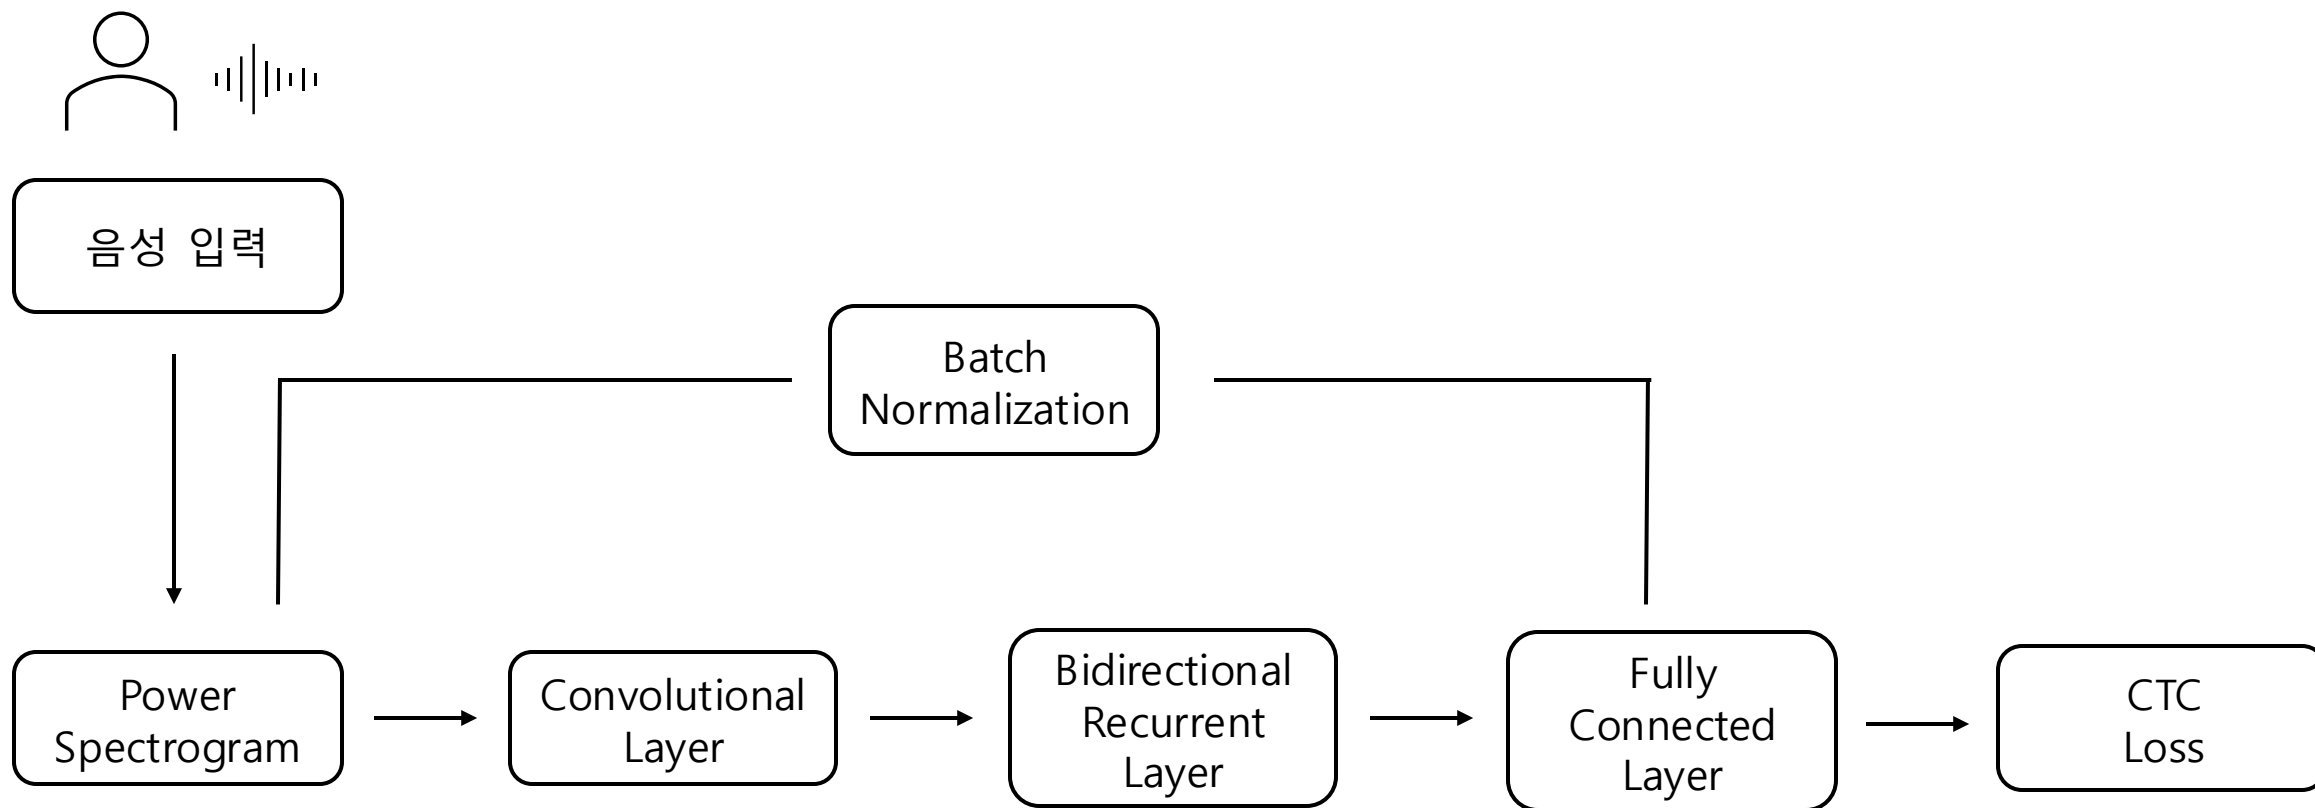 음성 입력
Batch
Normalization
Power
Spectrogram
Convolutional
Layer
Bidirectional
Recurrent
Layer
Fully
Connected
Layer
CTC
Loss